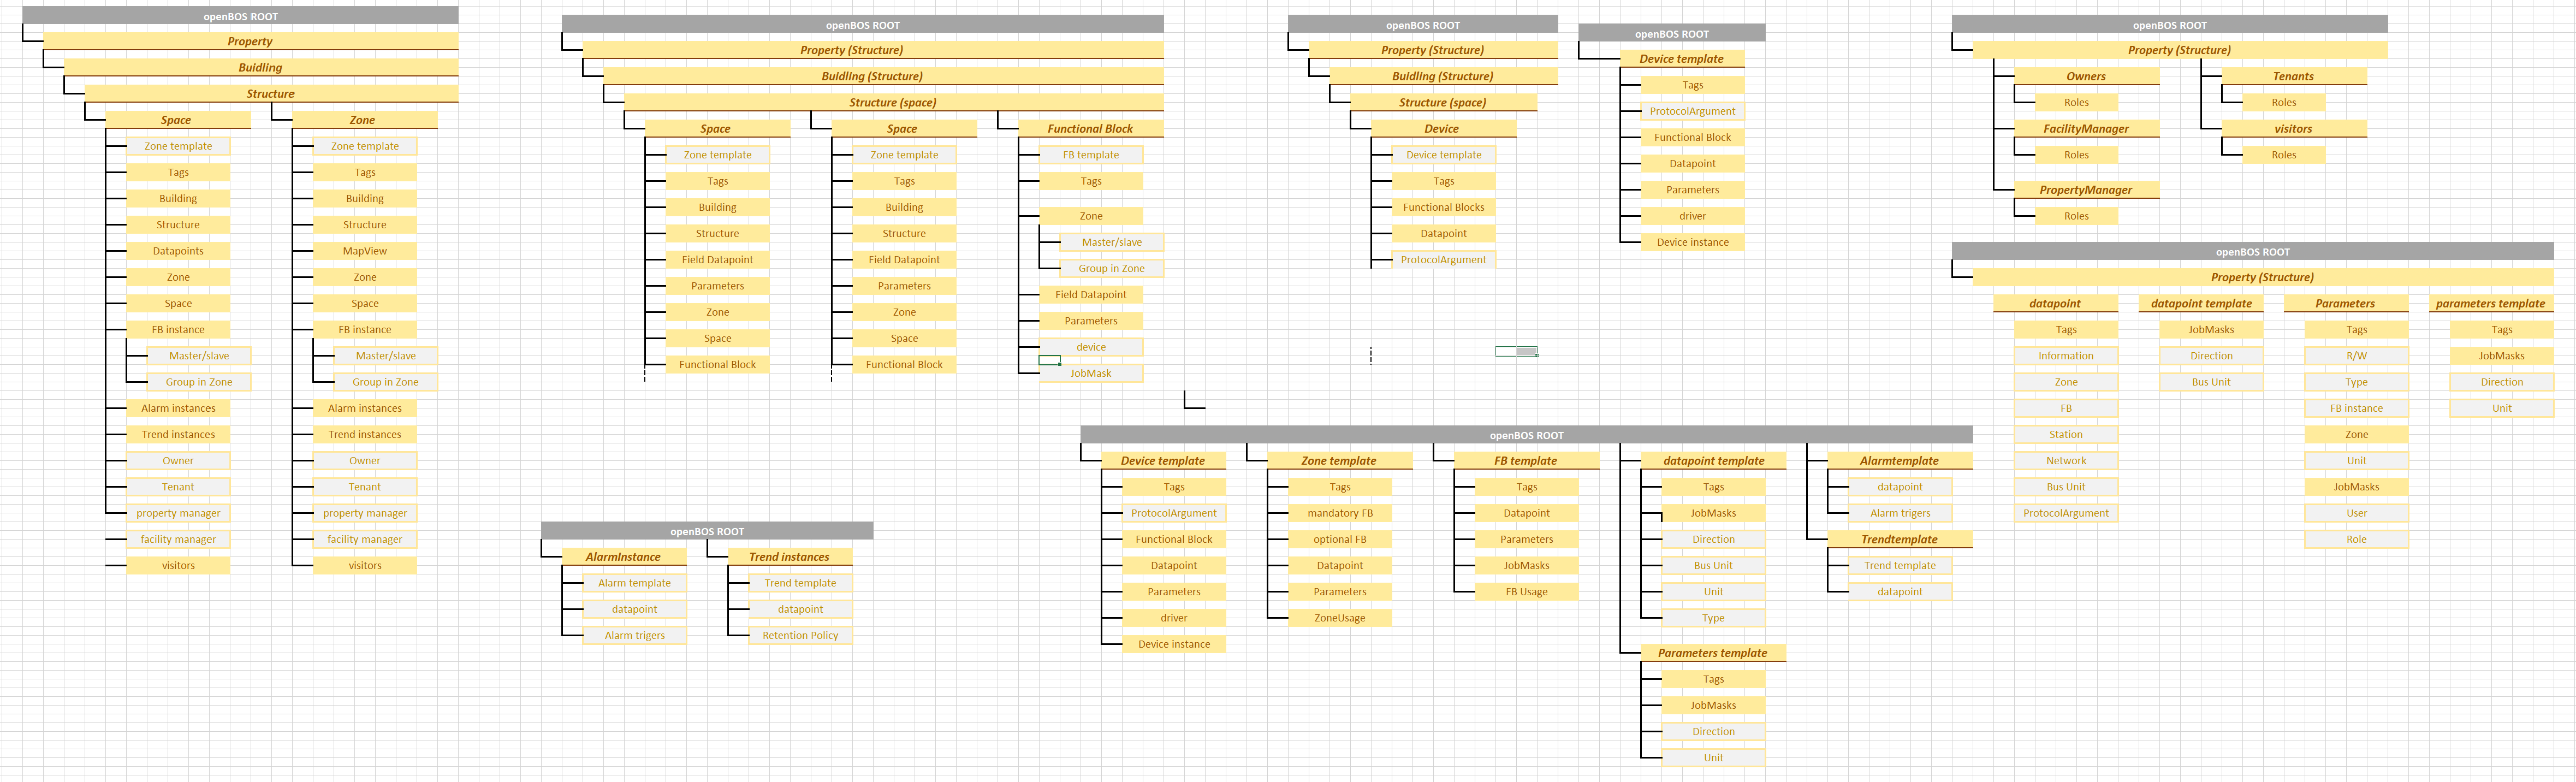 openBOS ROOT
Property
Buidling
Structure
Space
Zone template
Tags
Building
Structure
Datapoints
Zone
Space
FB instance
Master/slave
Group in Zone
Alarm instances
Trend instances
Owner
Tenant
property manager
facility manager
visitors
Zone
Zone template
Tags
Building
Structure
MapView
Zone
Space
FB instance
Master/slave
Group in Zone
Alarm instances
Trend instances
Owner
Tenant
property manager
facility manager
visitors
openBOS ROOT
Property (Structure)
Buidling (Structure)
Structure (space)
Space
Zone template
Tags
Building
Structure
Field Datapoint
Parameters
Zone
Space
Functional Block
Space
Zone template
Tags
Building
Structure
Field Datapoint
Parameters
Zone
Space
Functional Block
Functional Block
FB template
Tags
Zone
Master/slave
Group in Zone
Field Datapoint
Parameters
device
JobMask
openBOS ROOT
Property (Structure)
Buidling (Structure)
Structure (space)
Device
Device template
Tags
Functional Blocks
Datapoint
ProtocolArgument
openBOS ROOT
Device template
Tags
ProtocolArgument
Functional Block
Datapoint
Parameters
driver
Device instance
openBOS ROOT
Property (Structure)
Owners
Roles
FacilityManager
Roles
PropertyManager
Roles
Tenants
Roles
visitors
Roles
openBOS ROOT
Property (Structure)
datapoint
Tags
Information
Zone
FB
Station
Network
Bus Unit
ProtocolArgument
datapoint template
JobMasks
Direction
Bus Unit
Parameters
Tags
R/W
Type
FB instance
Zone
Unit
JobMasks
User
Role
parameters template
Tags
JobMasks
Direction
Unit
openBOS ROOT
AlarmInstance
Alarm template
datapoint
Alarm trigers
Trend instances
Trend template
datapoint
Retention Policy
openBOS ROOT
Device template
Tags
ProtocolArgument
Functional Block
Datapoint
Parameters
driver
Device instance
Zone template
Tags
mandatory FB
optional FB
Datapoint
Parameters
ZoneUsage
FB template
Tags
Datapoint
Parameters
JobMasks
FB Usage
datapoint template
Tags
JobMasks
Direction
Bus Unit
Unit
Type
Parameters template
Tags
JobMasks
Direction
Unit
Alarmtemplate
datapoint
Alarm trigers
Trendtemplate
Trend template
datapoint